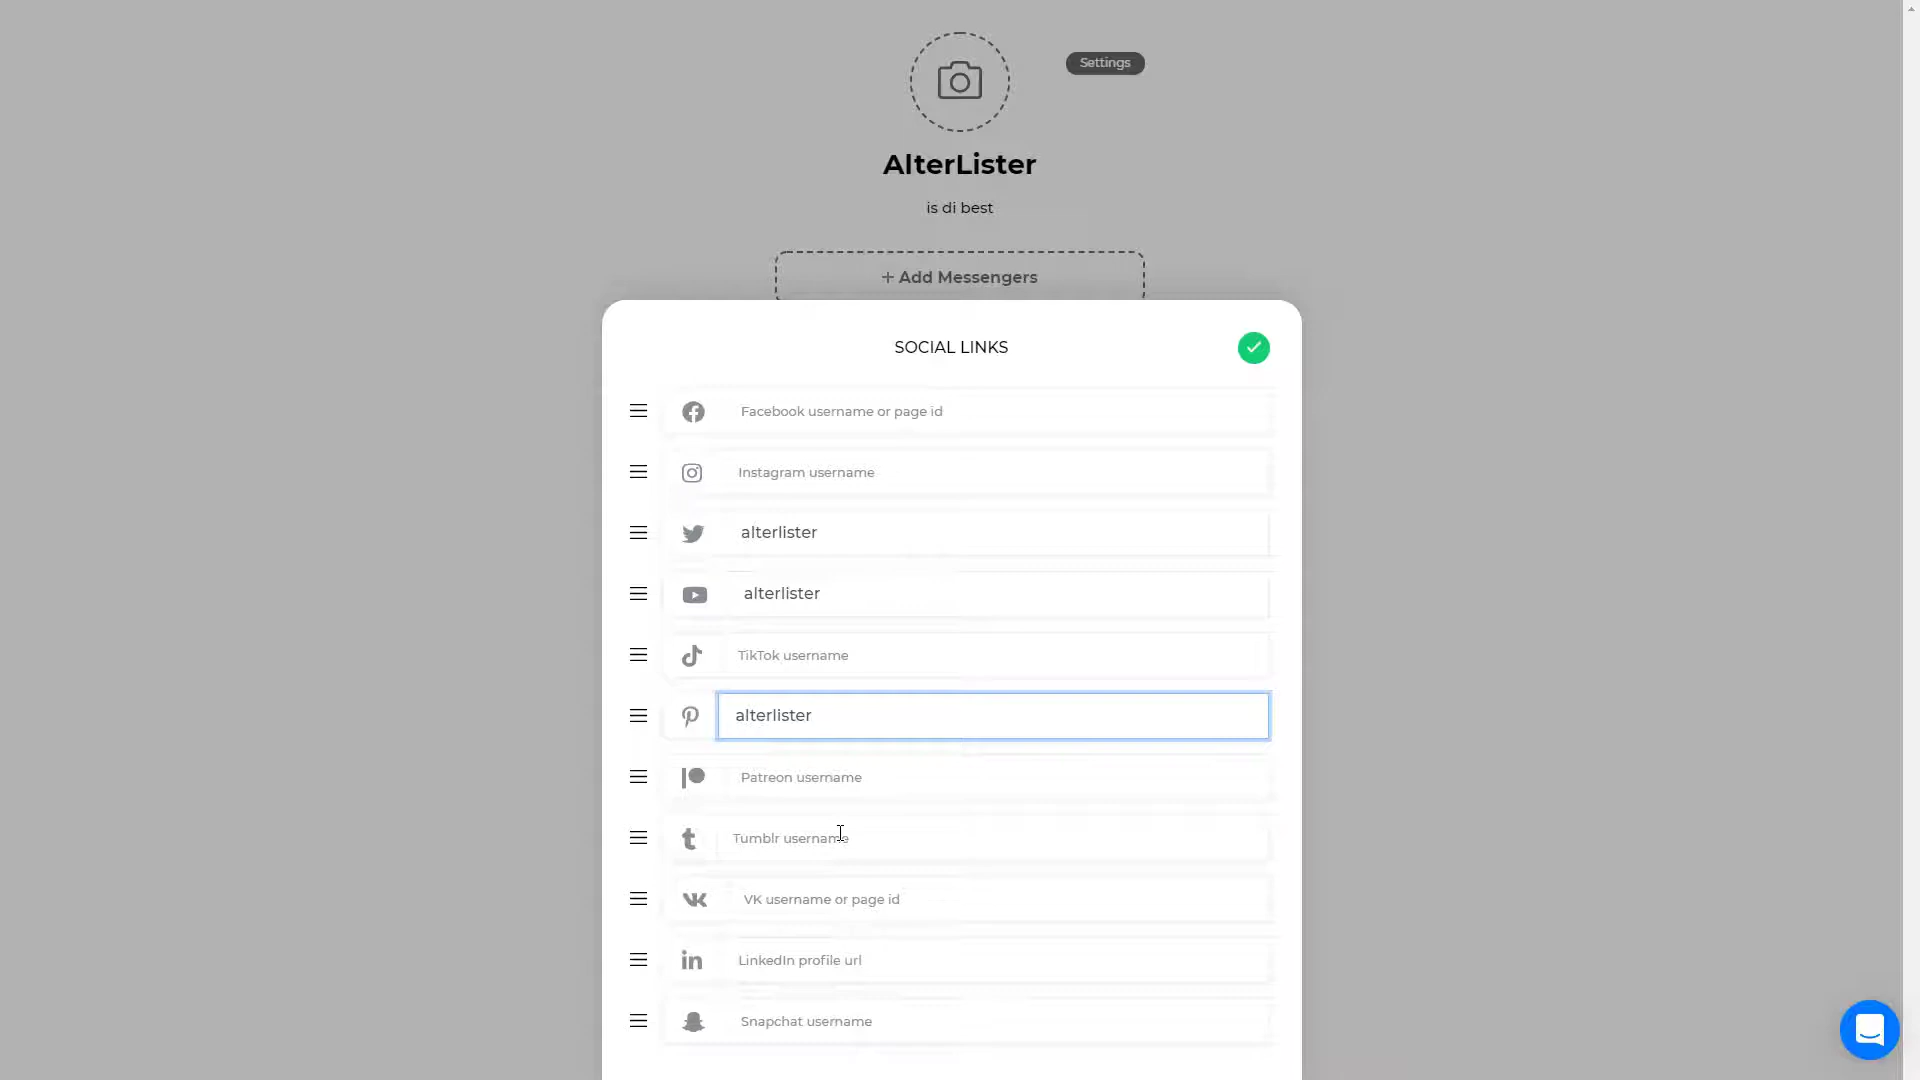 Settings
AlterLister
is di best
+ Add Messengers
SOCIAL LINKS
Facebook username or page id
Instagram username
alterlister
alterlister
TikTok username
alterlister
Patreon username
Tumblr username
VK username or page id
LinkedIn profile url
Snapchat username